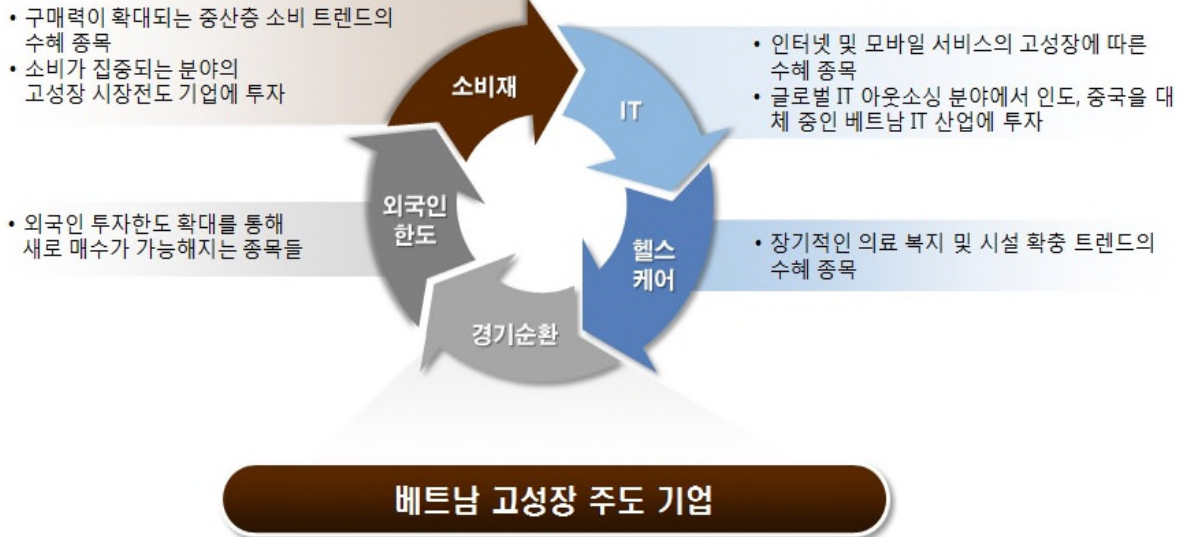 • 구매력이 확대되는 중산층 소비 트렌드의
수혜 종목
• 소비가 집중되는 분야의
고성장 시장전도 기업에 투자
소비재
IT
• 인터넷 및 모바일 서비스의 고성장에 따른
수혜 종목
• 글로벌 IT 아웃소싱 분야에서 인도, 중국을 대
체 중인 베트남 IT 산업에 투자
• 외국인 투자한도 확대를 통해
새로 매수가 가능해지는 종목들
외국인
한도
헬스
케어
• 장기적인 의료 복지 및 시설 확충 트렌드의
수혜 종목
경기순환
베트남 고성장 주도 기업